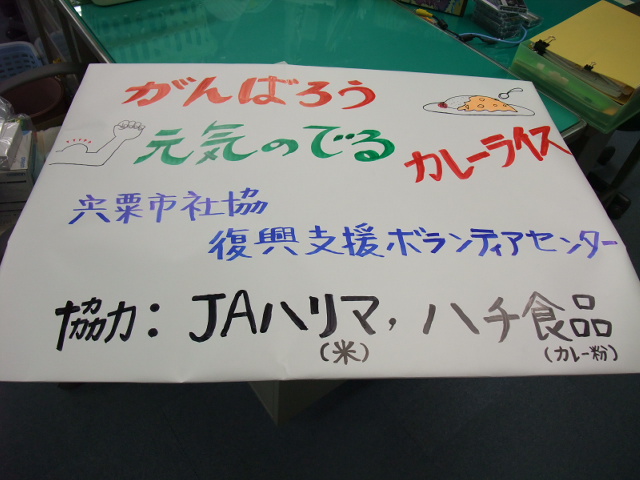 がんばろう
元気のでる
カレーライス
宍粟市社協
復興支援ボランティアセンター
協力：JAハリマ，ハチ食品
(米)
(カレー粉)